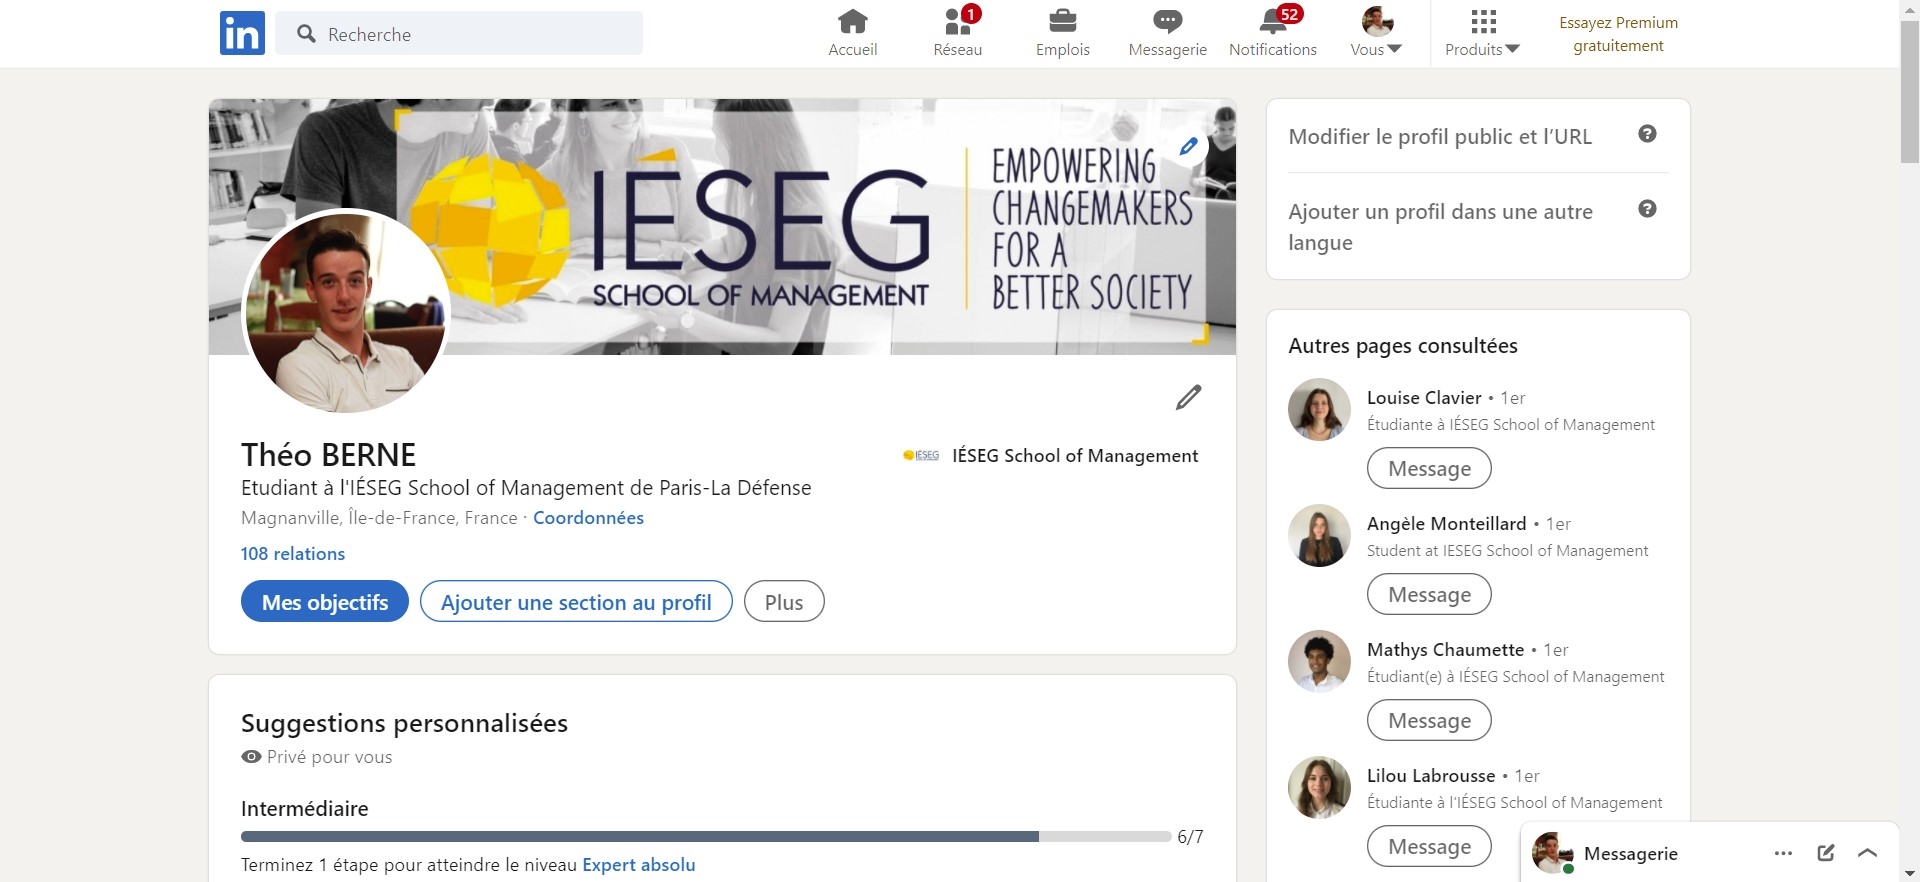 in
Recherche
1
Accueil
Réseau
Emplois
Messagerie
52
Notifications
Vous
Produits
Essayez Premium
gratuitement
IÉSEG
SCHOOL OF MANAGEMENT
EMPOWERING
CHANGEMAKERS
FOR A
BETTER SOCIETY
Théo BERNE
Etudiant à l'IÉSEG School of Management de Paris-La Défense
Magnanville, Île-de-France, France · Coordonnées
108 relations
IÉSEG
IÉSEG School of Management
Mes objectifs
Ajouter une section au profil
Plus
Suggestions personnalisées
Privé pour vous
Intermédiaire
6/7
Terminez 1 étape pour atteindre le niveau Expert absolu
Modifier le profil public et l’URL
?
Ajouter un profil dans une autre
langue
?
Autres pages consultées
Louise Clavier • 1er
Étudiante à IÉSEG School of Management
Message
Angèle Monteillard • 1er
Student at IESEG School of Management
Message
Mathys Chaumette • 1er
Étudiant(e) à IÉSEG School of Management
Message
Lilou Labrousse • 1er
Étudiante à l'IÉSEG School of Management
Message
Messagerie